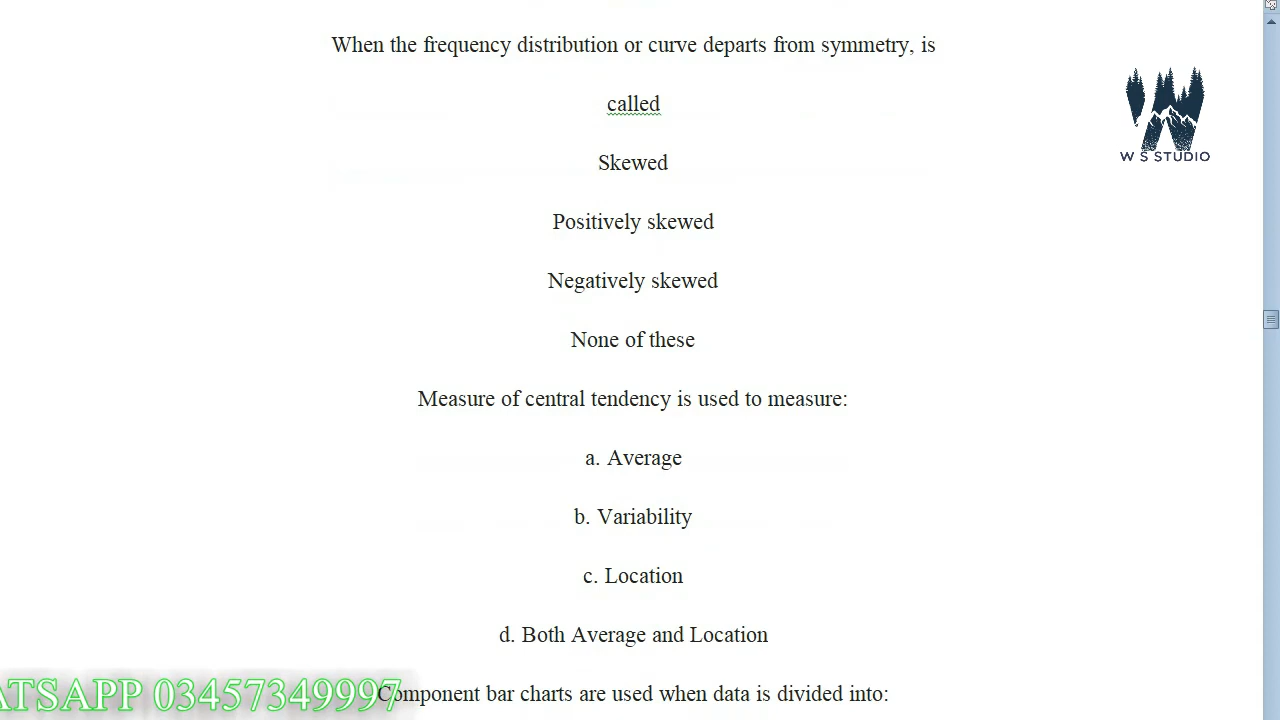 When the frequency distribution or curve departs from symmetry, is
called
Skewed
Positively skewed
Negatively skewed
None of these
Measure of central tendency is used to measure:
a. Average
b. Variability
c. Location
d. Both Average and Location
Component bar charts are used when data is divided into:
W S STUDIO
ATSAPP 03457349997